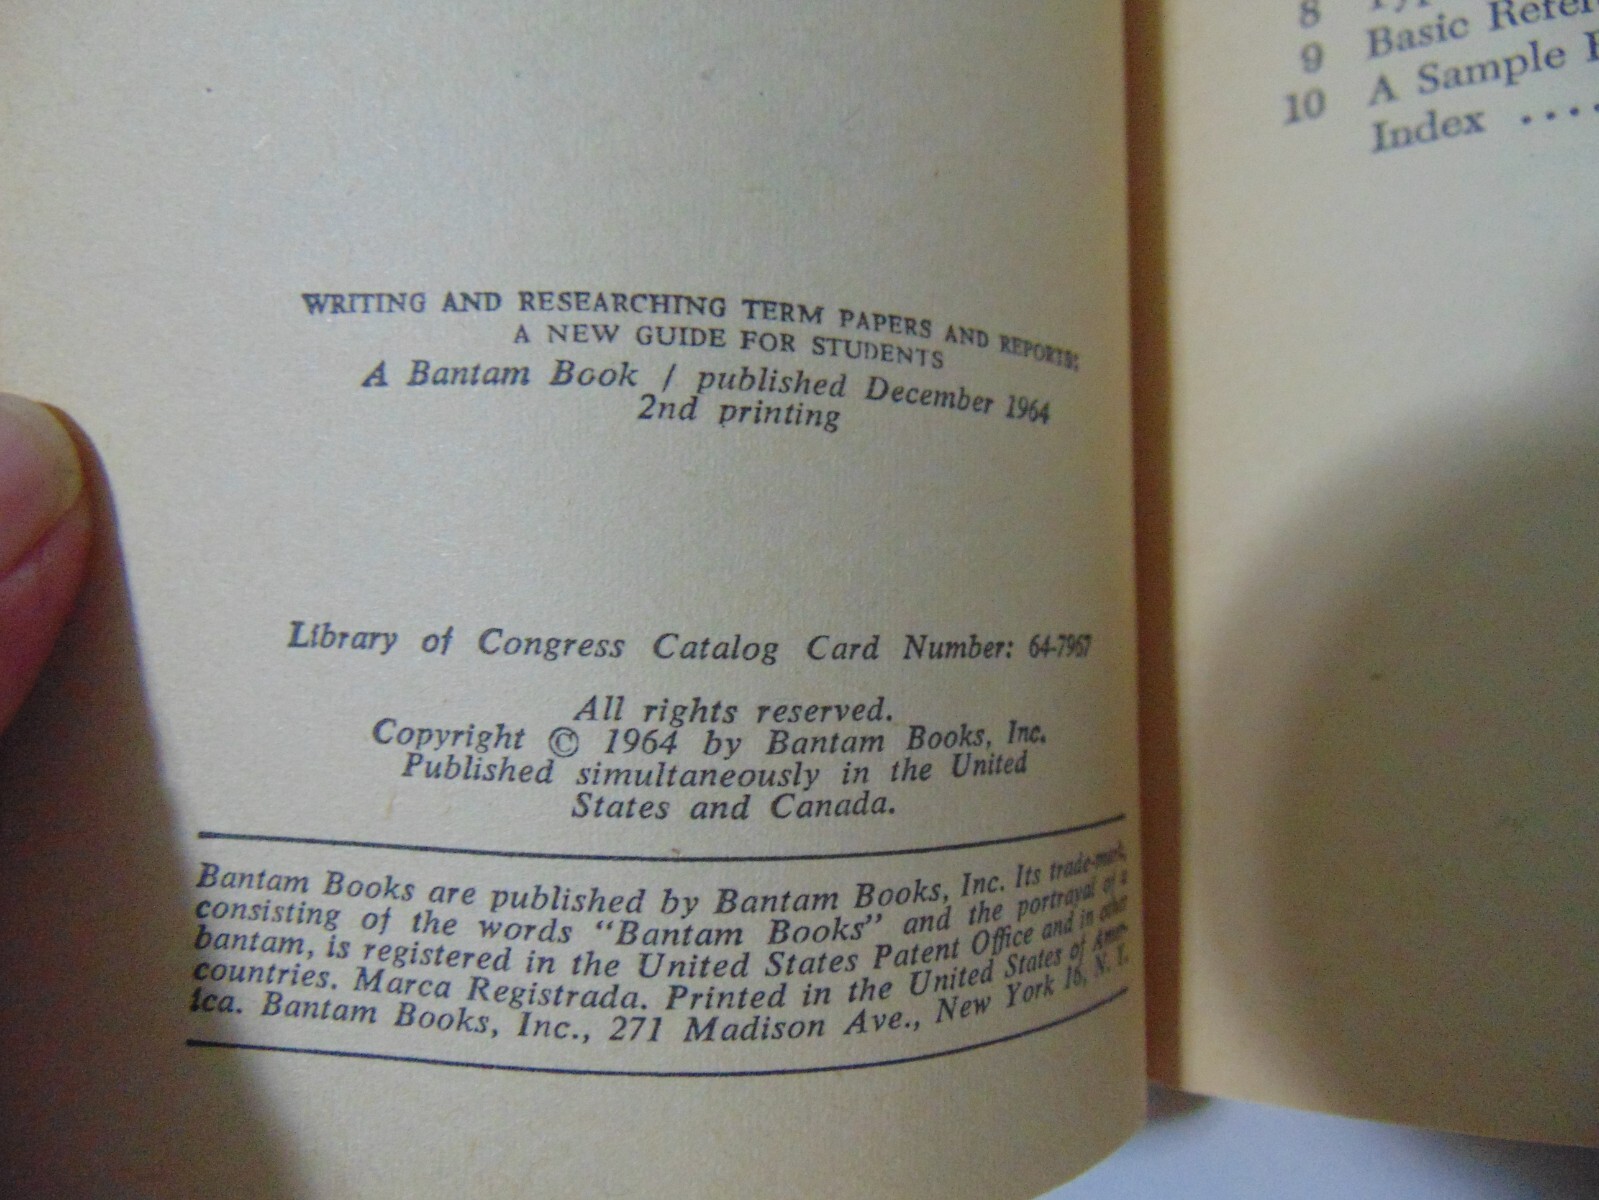 WRITING AND RESEARCHING TERM PAPERS AND REPORTS:
A NEW GUIDE FOR STUDENTS
A Bantam Book / published December 1964
2nd printing
Library of Congress Catalog Card Number: 64-7967
All rights reserved.
Copyright © 1964 by Bantam Books, Inc.
Published simultaneously in the United
States and Canada.
Bantam Books are published by Bantam Books, Inc. Its trade-mark,
consisting of the words "Bantam Books" and the portrayal of a
bantam, is registered in the United States Patent Office and in other
countries. Marca Registrada. Printed in the United States of Amer-
ica. Bantam Books, Inc., 271 Madison Ave., New York 16, N. Y.
8
9 Basic Refer
10 A Sample
Index ....